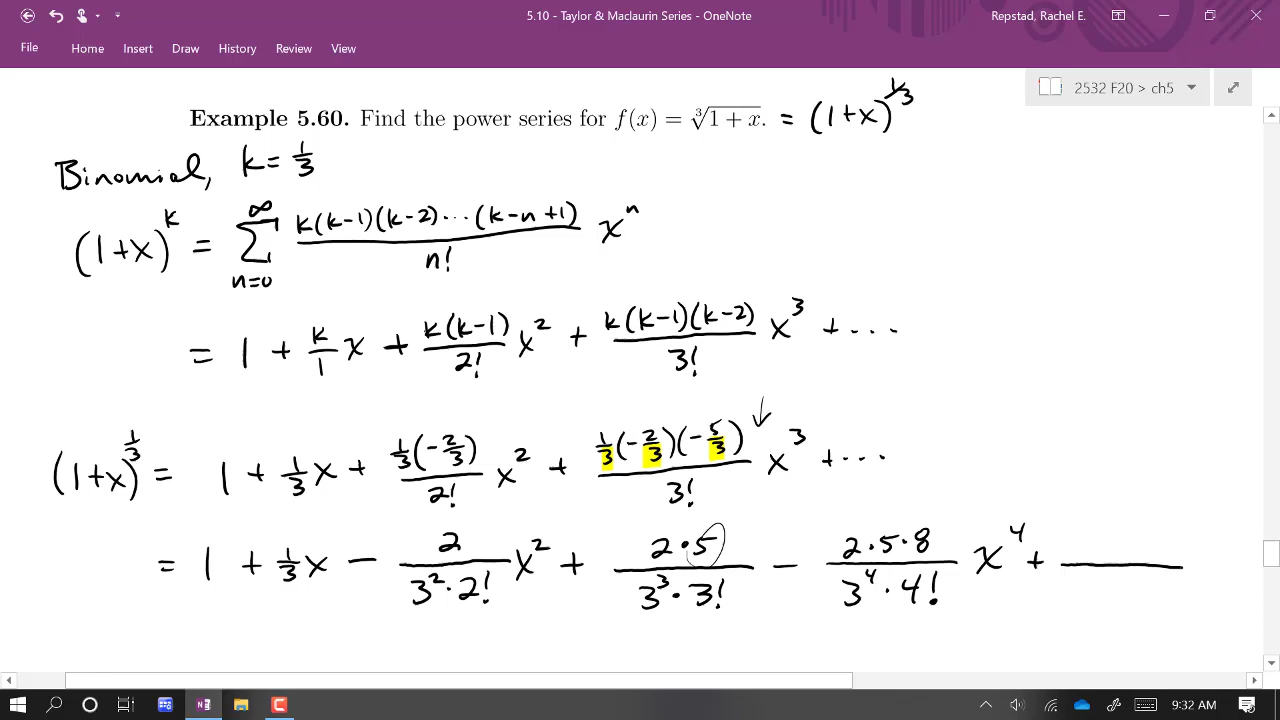 5.10 - Taylor & Maclaurin Series - OneNote
Repstad, Rachel E.
File Home Insert Draw History Review View
2532 F20 > ch5
Example 5.60. Find the power series for f(x) = ∛(1 + x). = (1+x)^(1/3)
Binomial, k = 1/3
(1+x)^k = ∑_{n=0}^{∞} k(k-1)(k-2)⋯(k-n+1)/n! x^n
= 1 + k/1 x + k(k-1)/2! x^2 + k(k-1)(k-2)/3! x^3 + ⋯
(1+x)^(1/3) = 1 + 1/3 x + 1/3(-2/3)/2! x^2 + 1/3(-2/3)(-5/3)/3! x^3 + ⋯
= 1 + 1/3 x - 2/(3^2·2!) x^2 + 2·5/(3^3·3!) - 2·5·8/(3^4·4!) x^4 + ____
9:32 AM